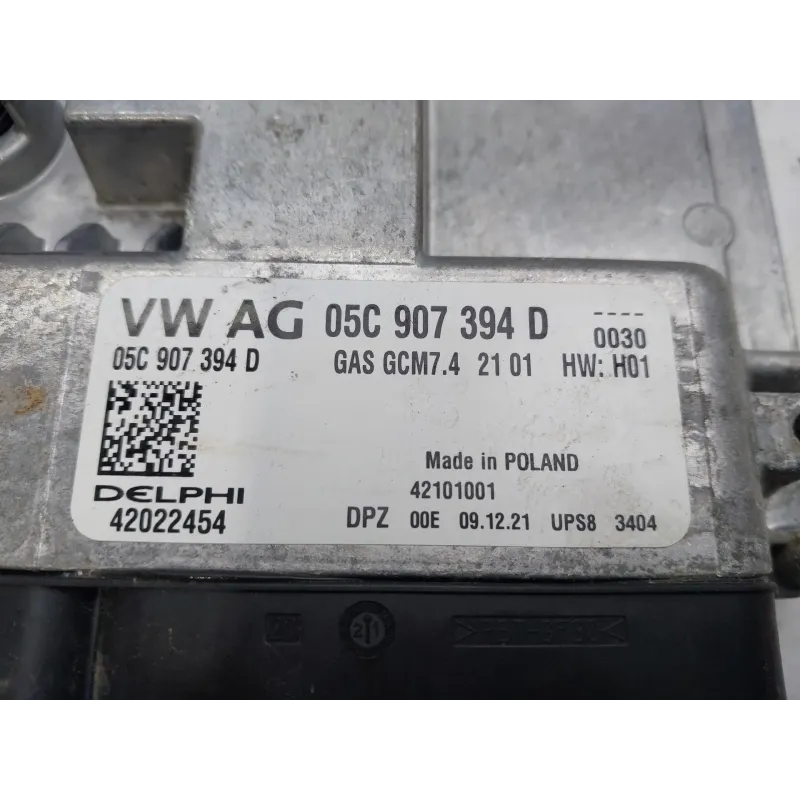 VW AG 05C 907 394 D ----
0030
05C 907 394 D GAS GCM7.4 21 01 HW: H01
Made in POLAND
DELPHI 42101001
42022454 DPZ 00E 09.12.21 UPS8 3404
21